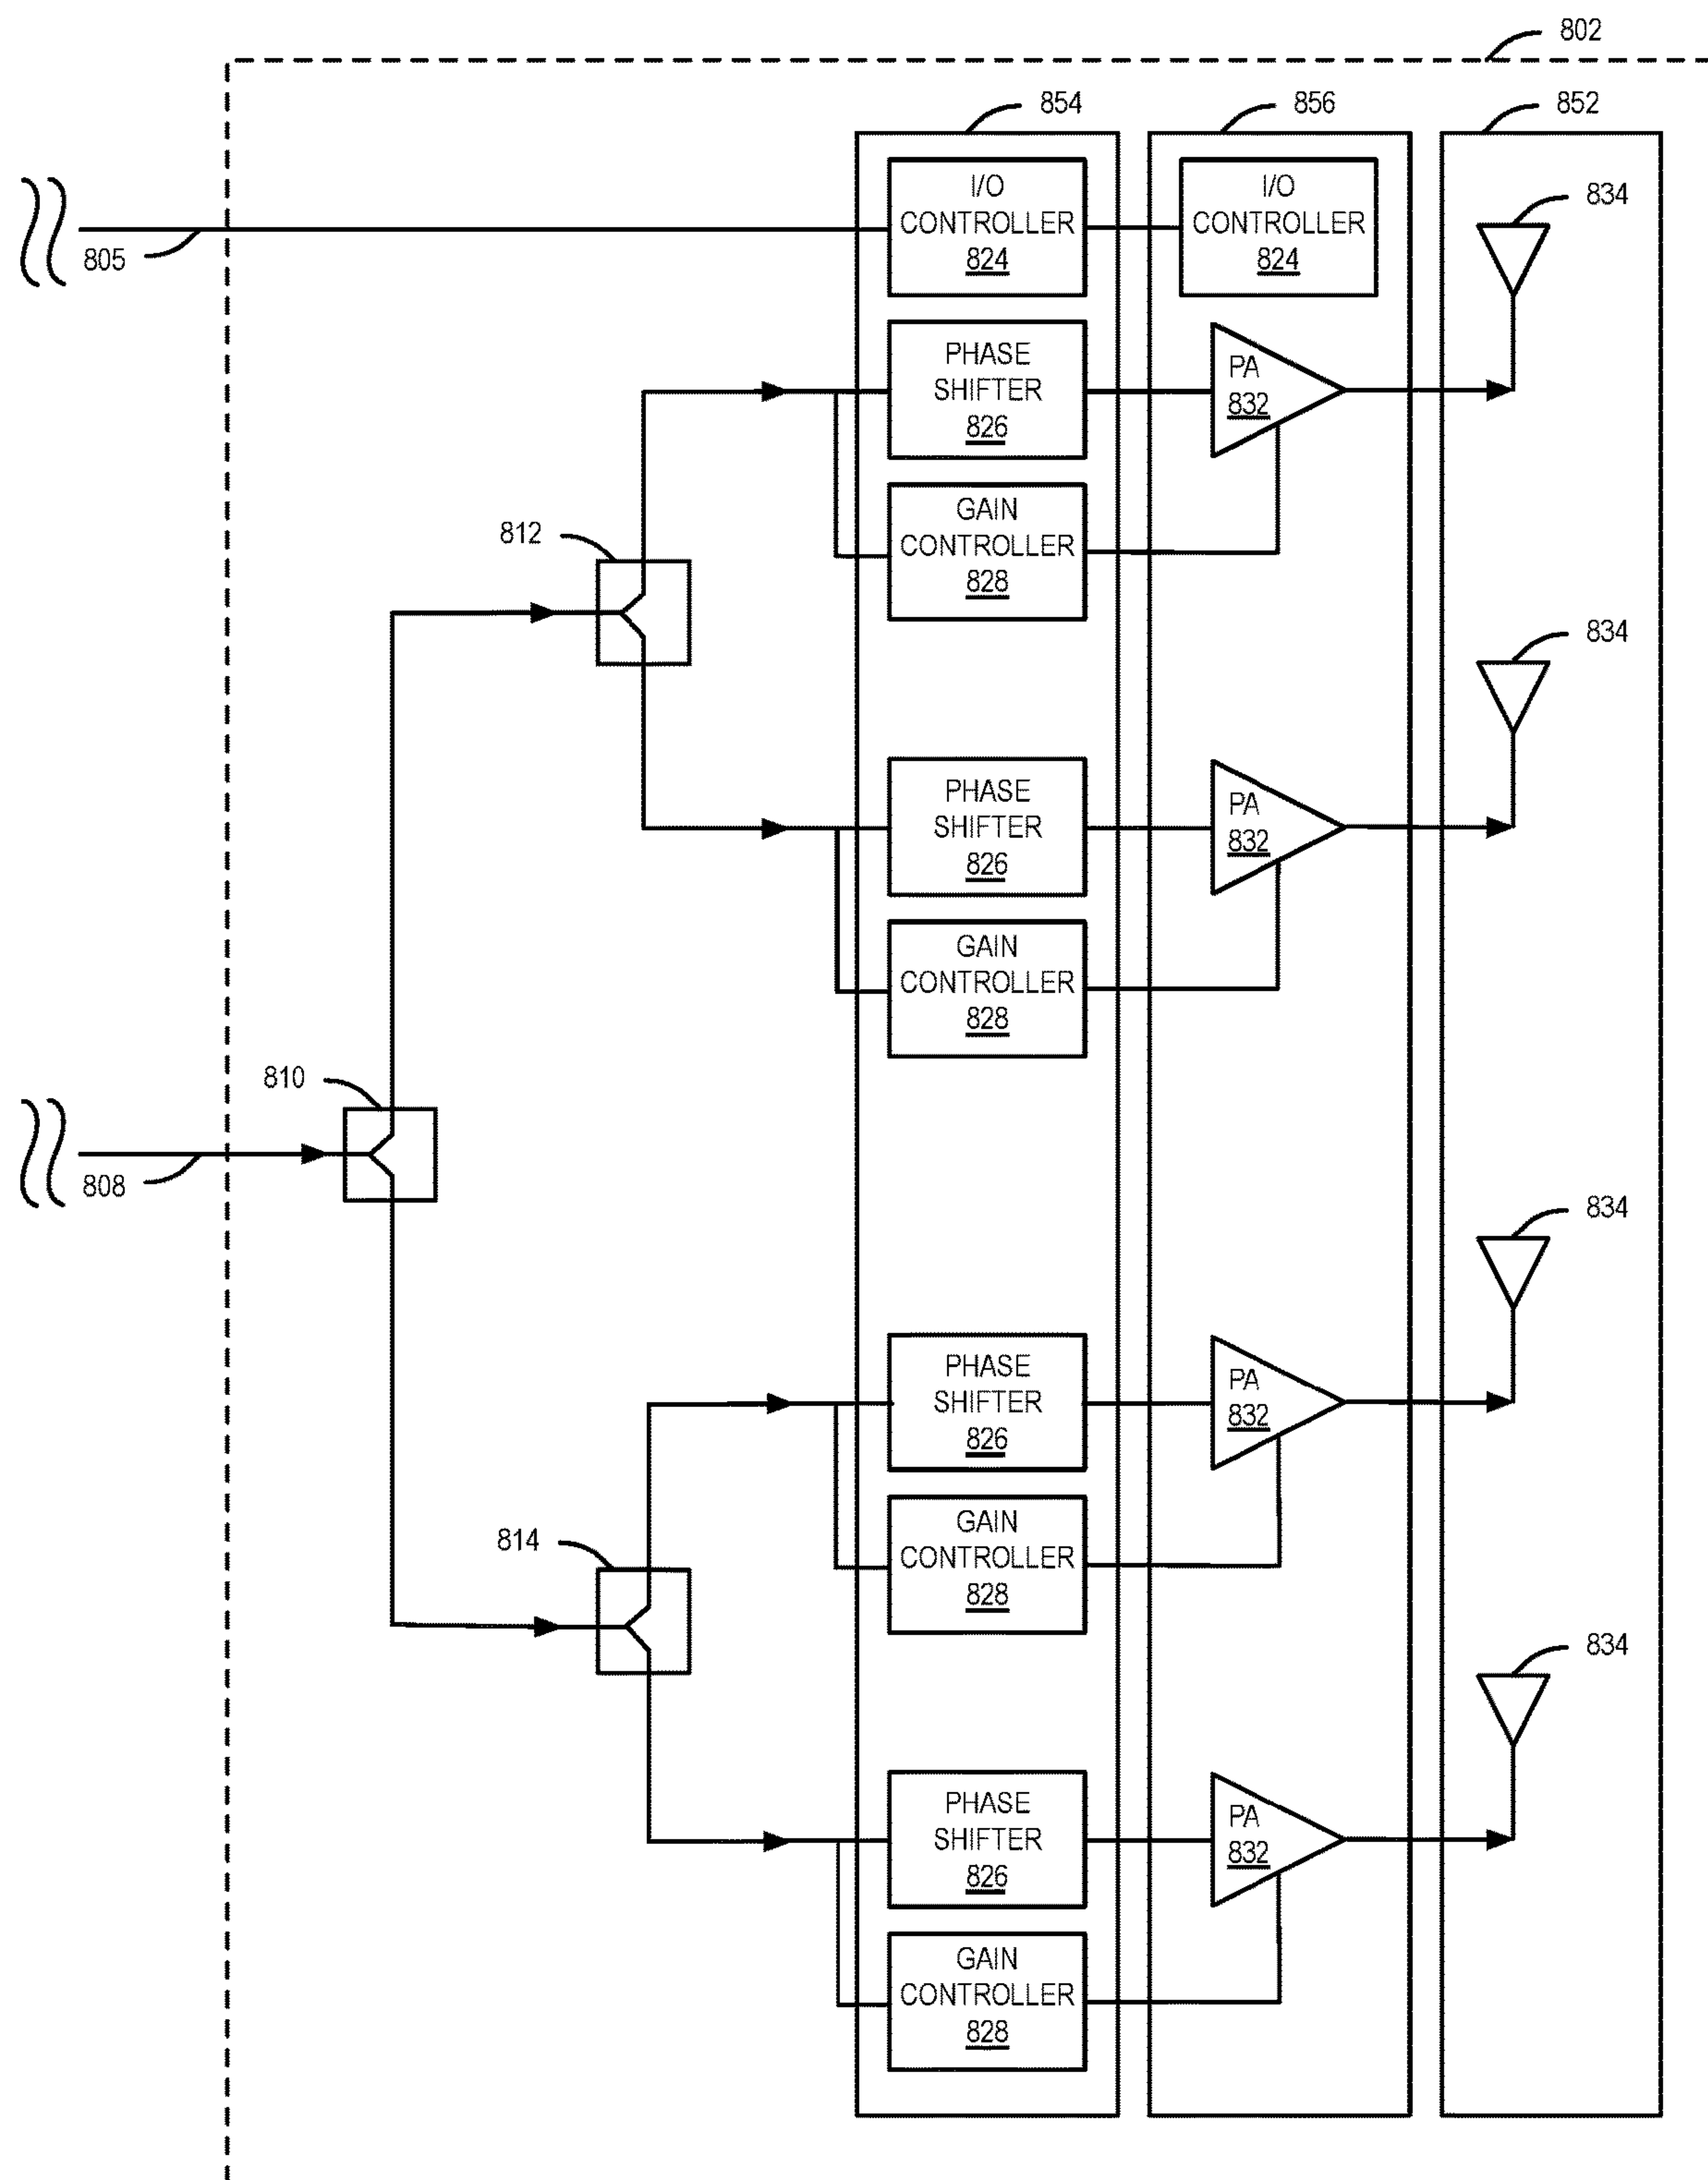 802
854
856
852
I/O
CONTROLLER
824
I/O
CONTROLLER
824
834
805
PHASE
SHIFTER
826
PA
832
GAIN
CONTROLLER
828
812
834
PHASE
SHIFTER
826
PA
832
GAIN
CONTROLLER
828
810
808
834
PHASE
SHIFTER
826
PA
832
GAIN
CONTROLLER
828
814
834
PHASE
SHIFTER
826
PA
832
GAIN
CONTROLLER
828